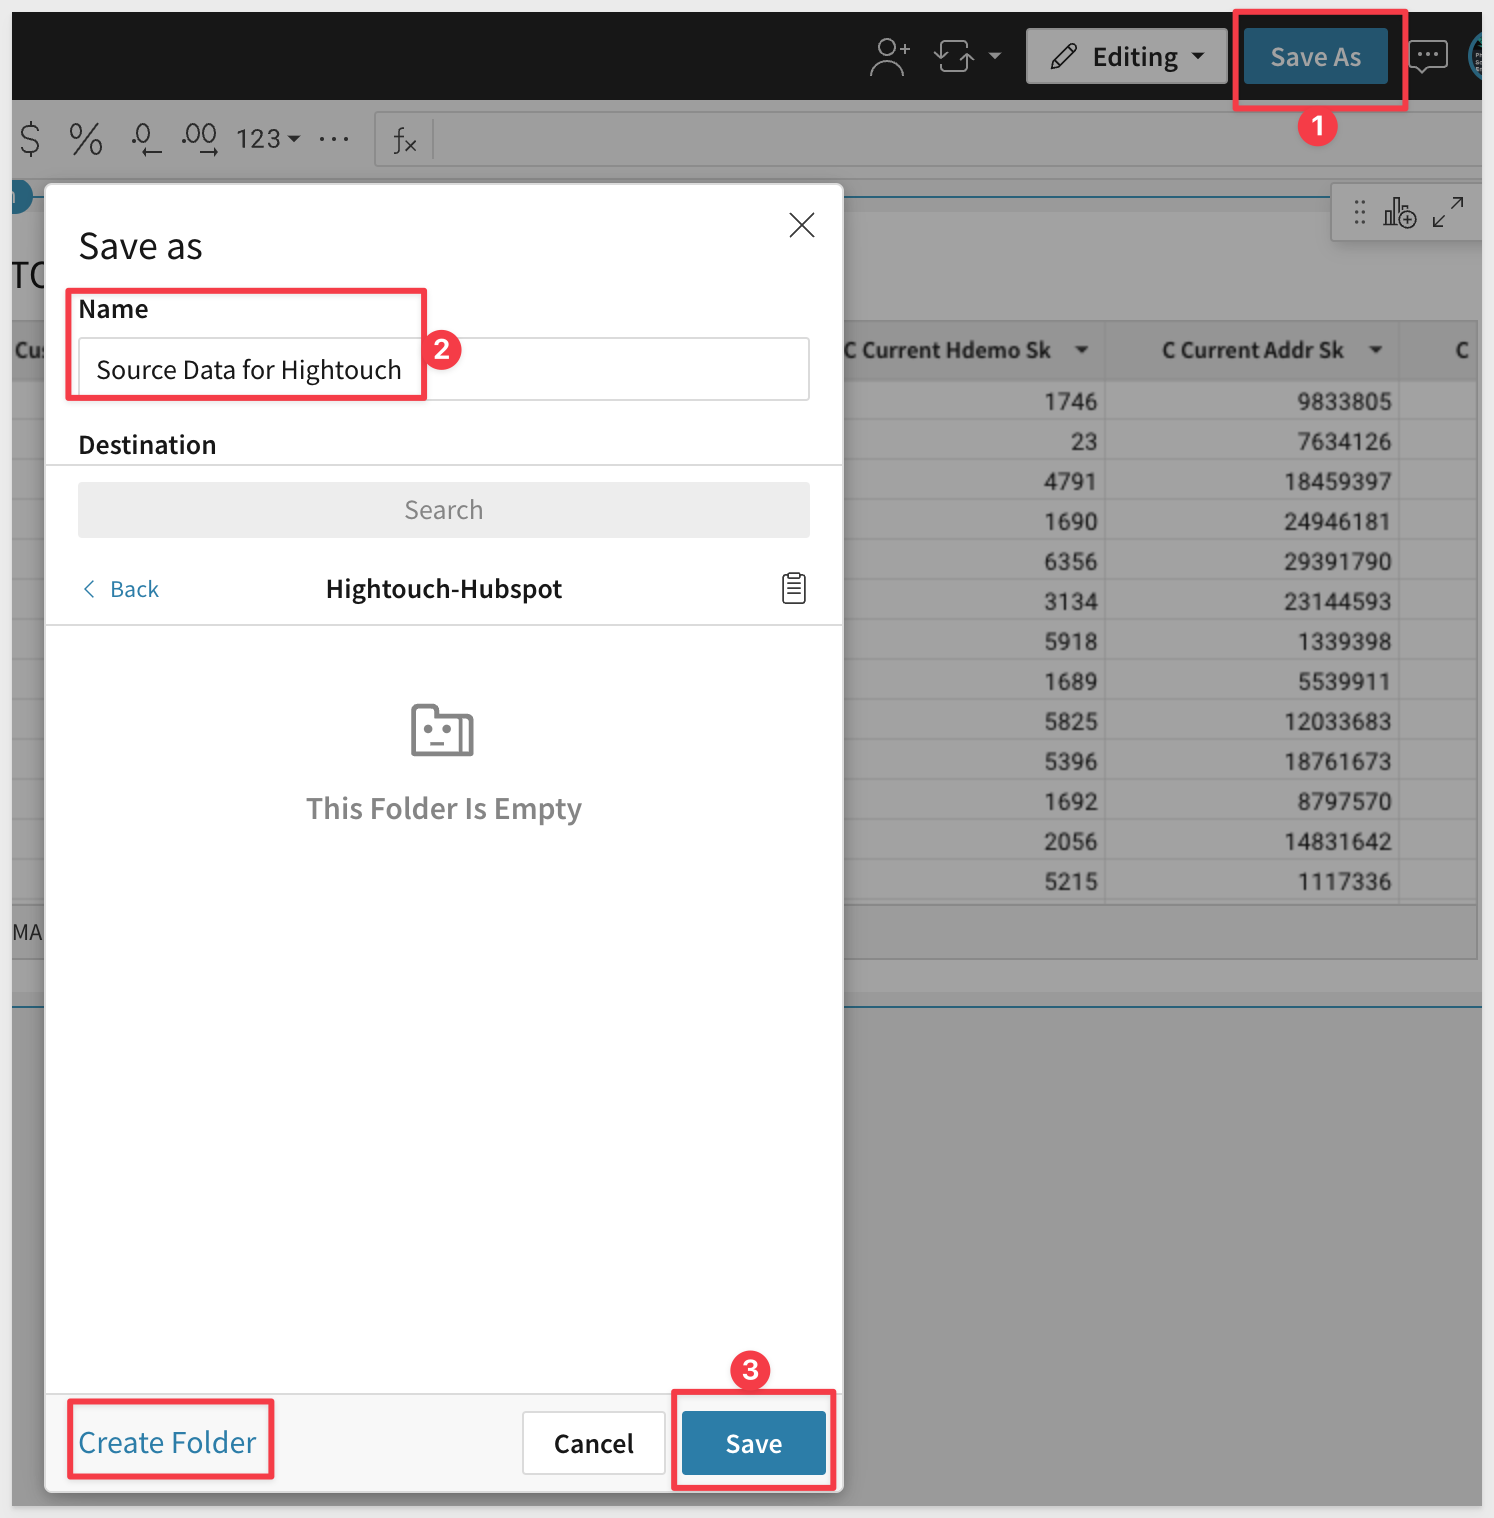 Editing Save As
1
$ % .0 .00 123 ... fx
Save as
TO
Name
Source Data for Hightouch
2
Cus C Current Hdemo Sk C Current Addr Sk C
Destination
Search
Back Hightouch-Hubspot
This Folder Is Empty
1746 9833805
23 7634126
4791 18459397
1690 24946181
6356 29391790
3134 23144593
5918 1339398
1689 5539911
5825 12033683
5396 18761673
1692 8797570
2056 14831642
5215 1117336
MA
3
Create Folder Cancel Save